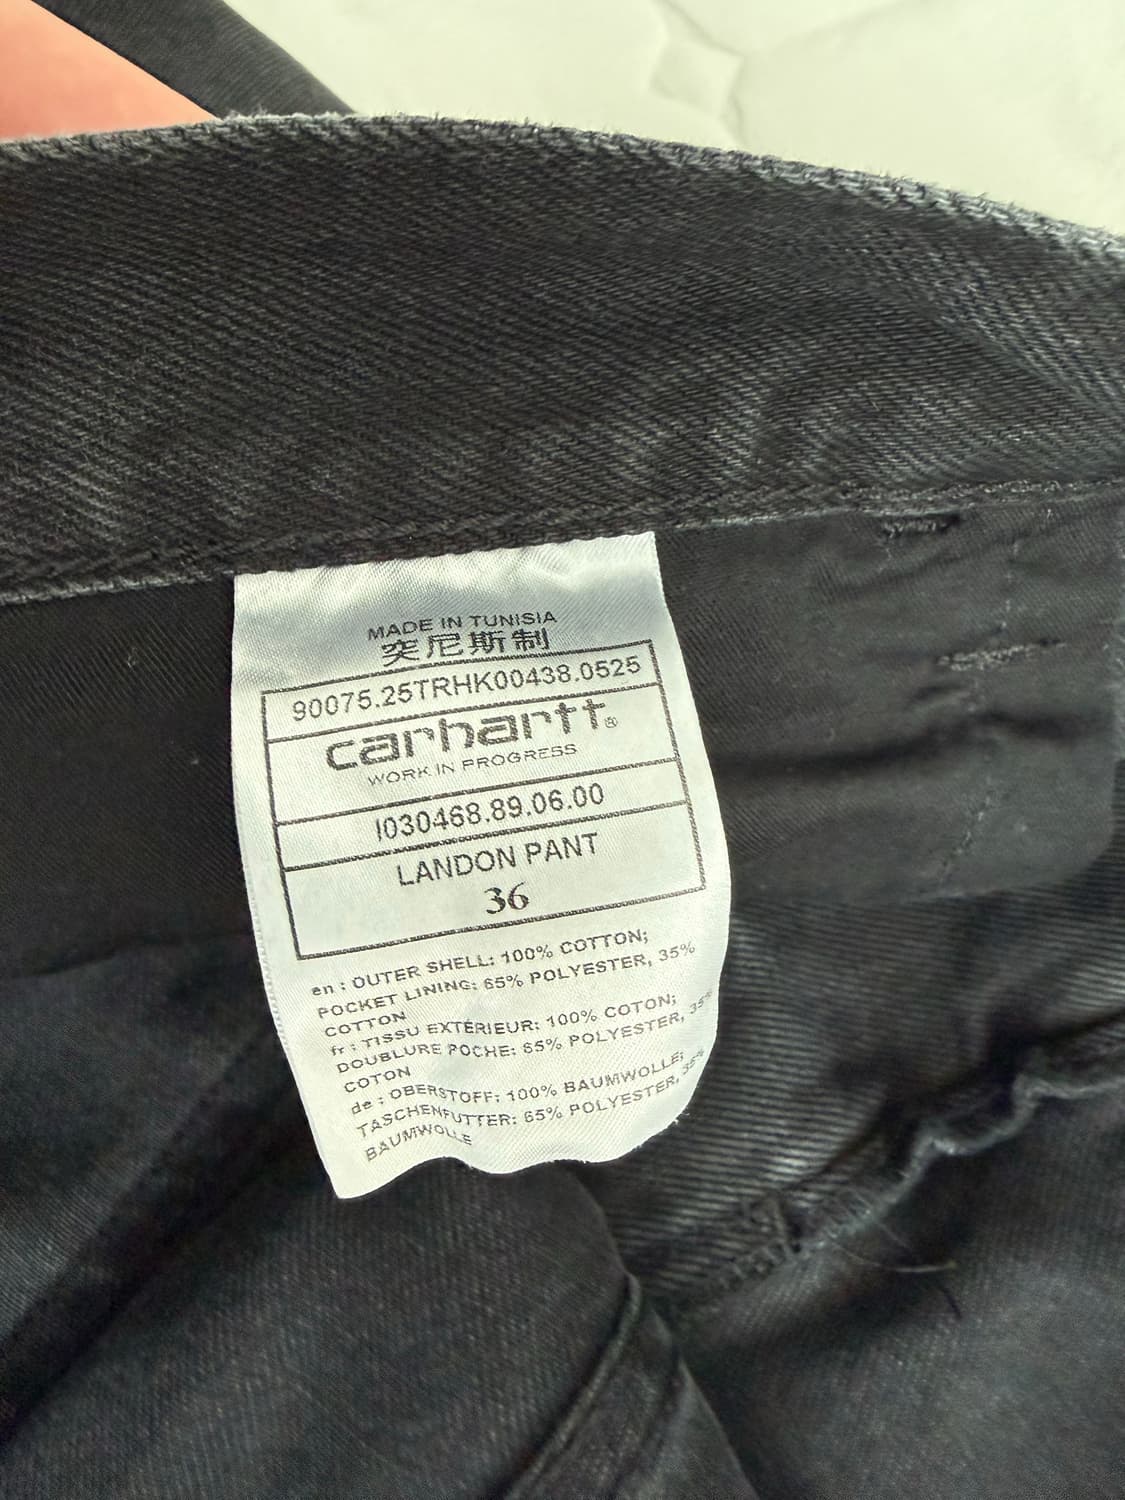 MADE IN TUNISIA
突尼斯制
90075.25TRHK00438.0525
carhartt®
WORK IN PROGRESS
I030468.89.06.00
LANDON PANT
36
en : OUTER SHELL: 100% COTTON;
POCKET LINING: 65% POLYESTER, 35%
COTTON
fr : TISSU EXTÉRIEUR: 100% COTON;
DOUBLURE POCHE: 65% POLYESTER, 35%
COTON
de : OBERSTOFF: 100% BAUMWOLLE;
TASCHENFUTTER: 65% POLYESTER, 35%
BAUMWOLLE